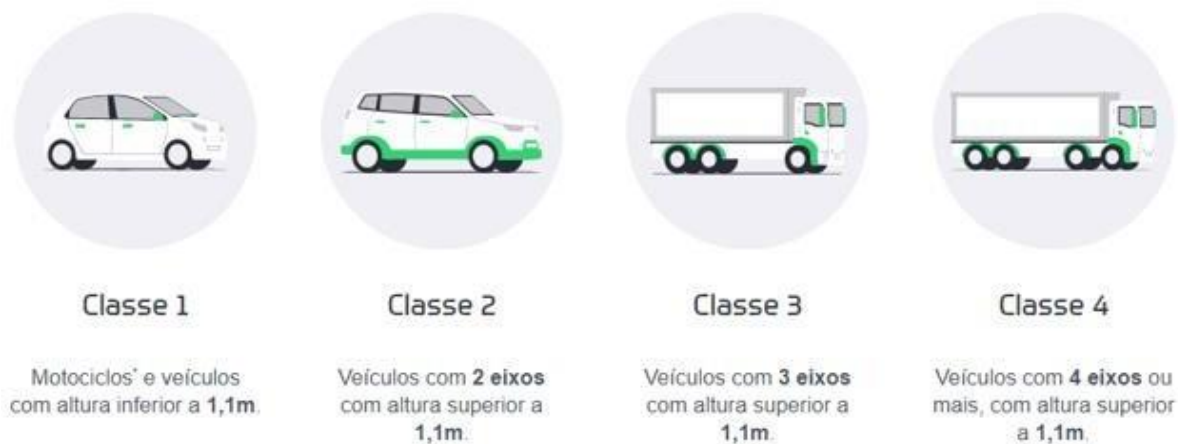 Classe 1
Motociclos* e veículos
com altura inferior a 1,1m.
Classe 2
Veículos com 2 eixos
com altura superior a
1,1m.
Classe 3
Veículos com 3 eixos
com altura superior a
1,1m.
Classe 4
Veículos com 4 eixos ou
mais, com altura superior
a 1,1m.